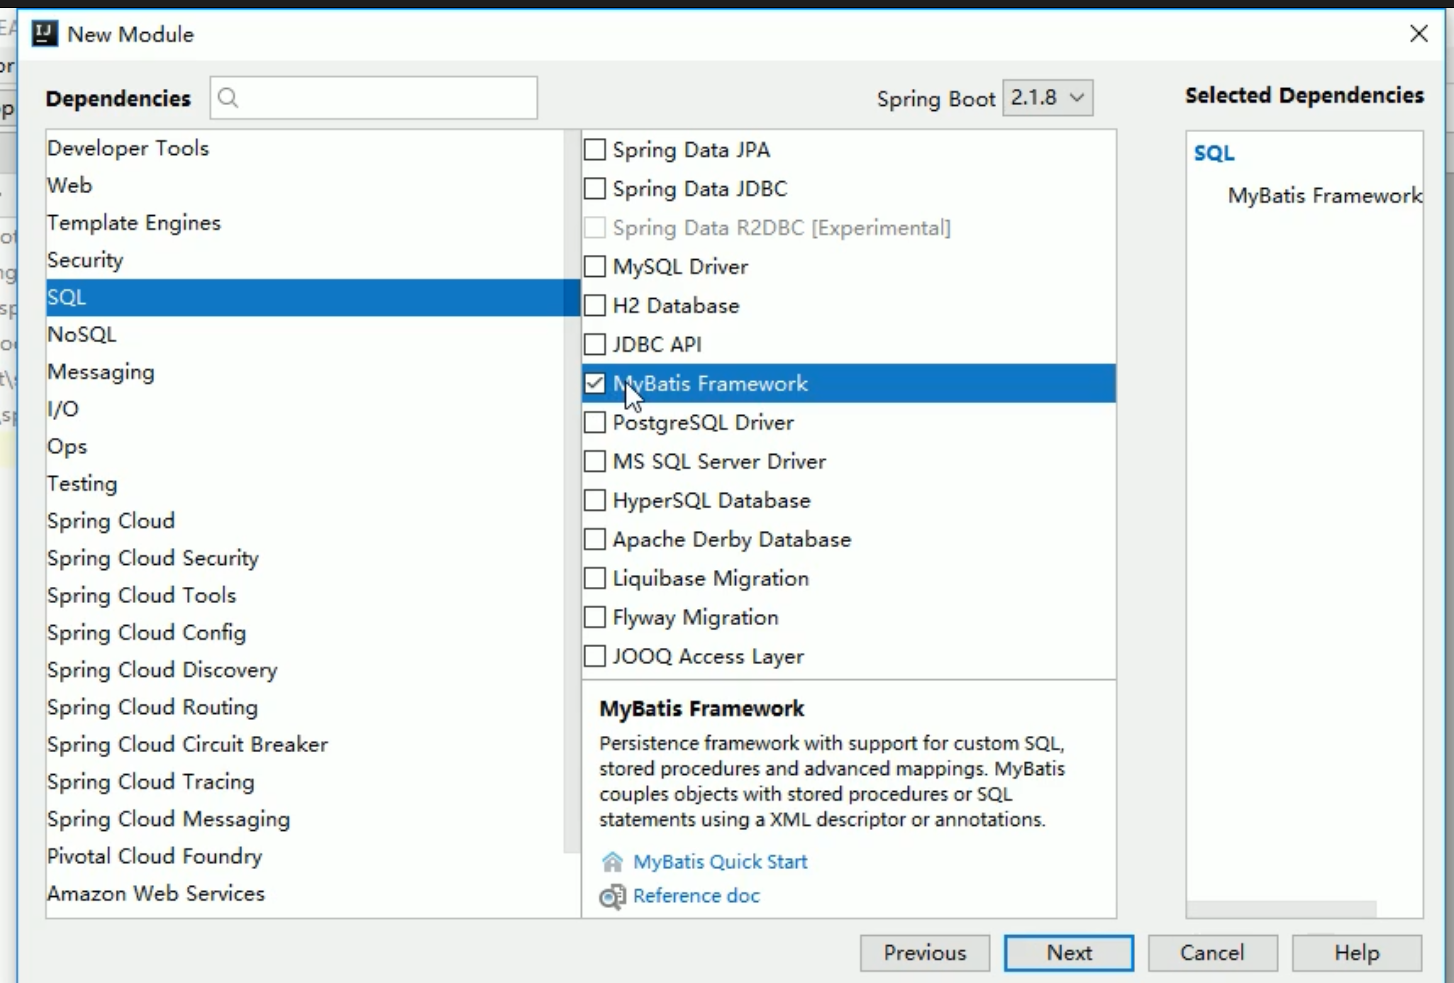 New Module
Dependencies
Spring Boot 2.1.8
Selected Dependencies
Developer Tools
Web
Template Engines
Security
SQL
NoSQL
Messaging
I/O
Ops
Testing
Spring Cloud
Spring Cloud Security
Spring Cloud Tools
Spring Cloud Config
Spring Cloud Discovery
Spring Cloud Routing
Spring Cloud Circuit Breaker
Spring Cloud Tracing
Spring Cloud Messaging
Pivotal Cloud Foundry
Amazon Web Services
Spring Data JPA
Spring Data JDBC
Spring Data R2DBC [Experimental]
MySQL Driver
H2 Database
JDBC API
MyBatis Framework
PostgreSQL Driver
MS SQL Server Driver
HyperSQL Database
Apache Derby Database
Liquibase Migration
Flyway Migration
JOOQ Access Layer
MyBatis Framework
Persistence framework with support for custom SQL,
stored procedures and advanced mappings. MyBatis
couples objects with stored procedures or SQL
statements using a XML descriptor or annotations.
MyBatis Quick Start
Reference doc
SQL
MyBatis Framework
Previous
Next
Cancel
Help